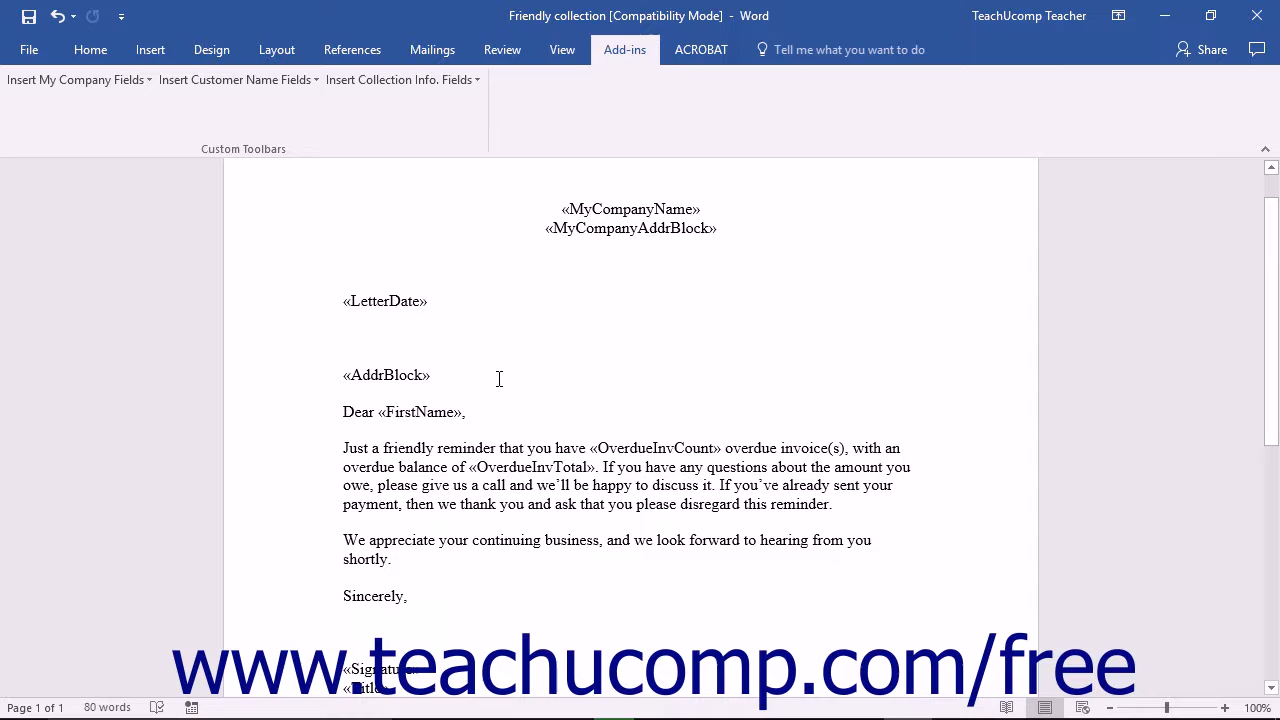 Friendly collection [Compatibility Mode] - Word
TeachUcomp Teacher
File Home Insert Design Layout References Mailings Review View Add-ins ACROBAT Tell me what you want to do Share
Insert My Company Fields Insert Customer Name Fields Insert Collection Info. Fields
Custom Toolbars
«MyCompanyName»
«MyCompanyAddrBlock»
«LetterDate»
«AddrBlock»
Dear «FirstName»,
Just a friendly reminder that you have «OverdueInvCount» overdue invoice(s), with an
overdue balance of «OverdueInvTotal». If you have any questions about the amount you
owe, please give us a call and we’ll be happy to discuss it. If you’ve already sent your
payment, then we thank you and ask that you please disregard this reminder.
We appreciate your continuing business, and we look forward to hearing from you
shortly.
Sincerely,
«Signature»
«Title»
www.teachucomp.com/free
Page 1 of 1 80 words 100%